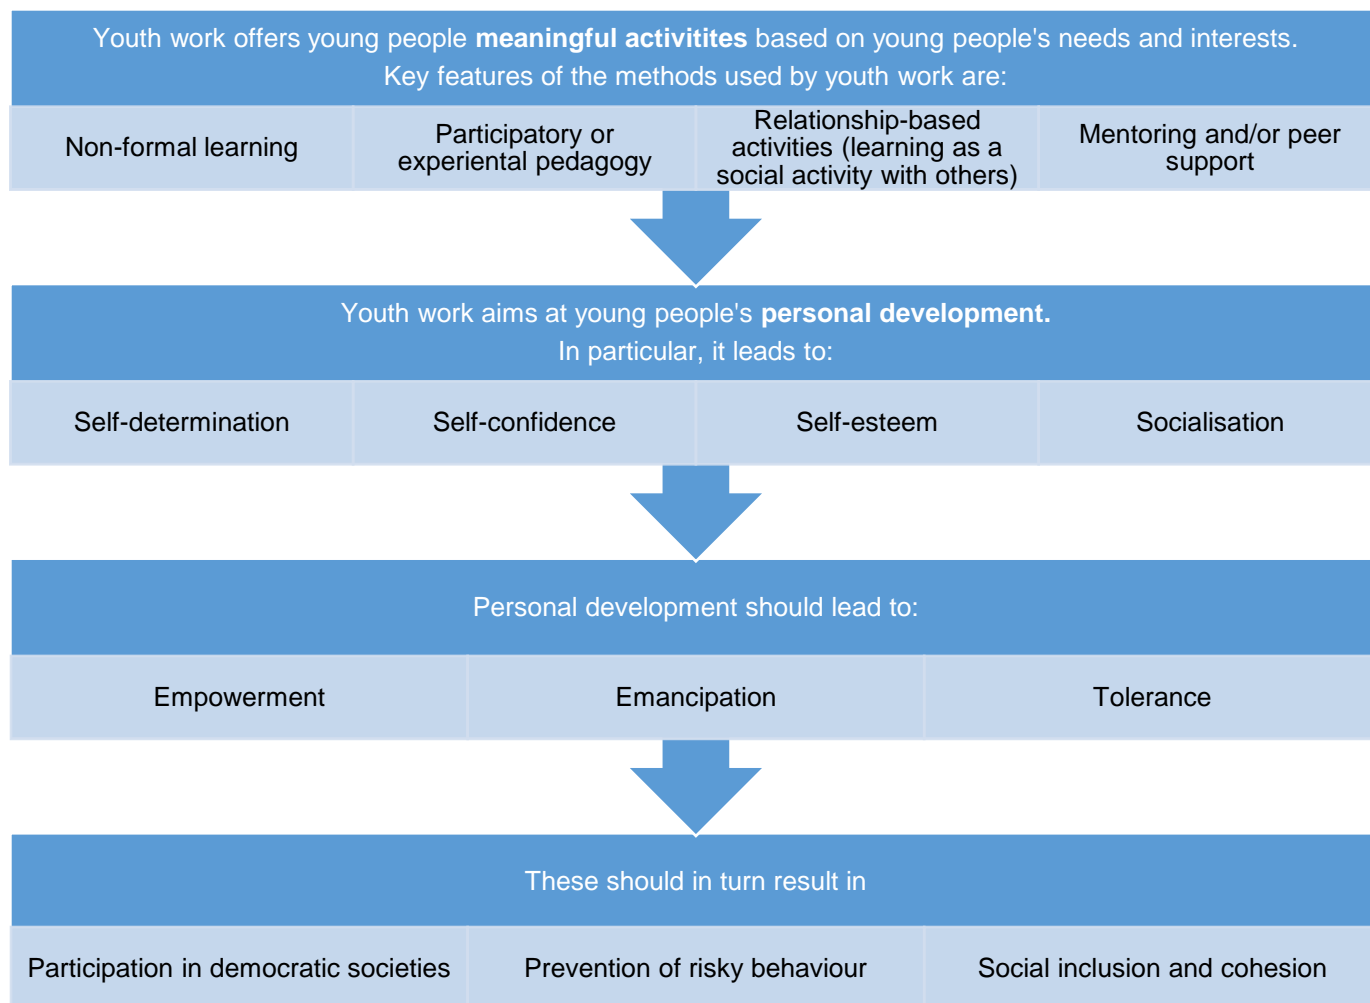 Youth work offers young people meaningful activitites based on young people's needs and interests.
Key features of the methods used by youth work are:
Non-formal learning
Participatory or
experiental pedagogy
Relationship-based
activities (learning as a
social activity with others)
Mentoring and/or peer
support
Youth work aims at young people's personal development.
In particular, it leads to:
Self-determination
Self-confidence
Self-esteem
Socialisation
Personal development should lead to:
Empowerment
Emancipation
Tolerance
These should in turn result in
Participation in democratic societies
Prevention of risky behaviour
Social inclusion and cohesion